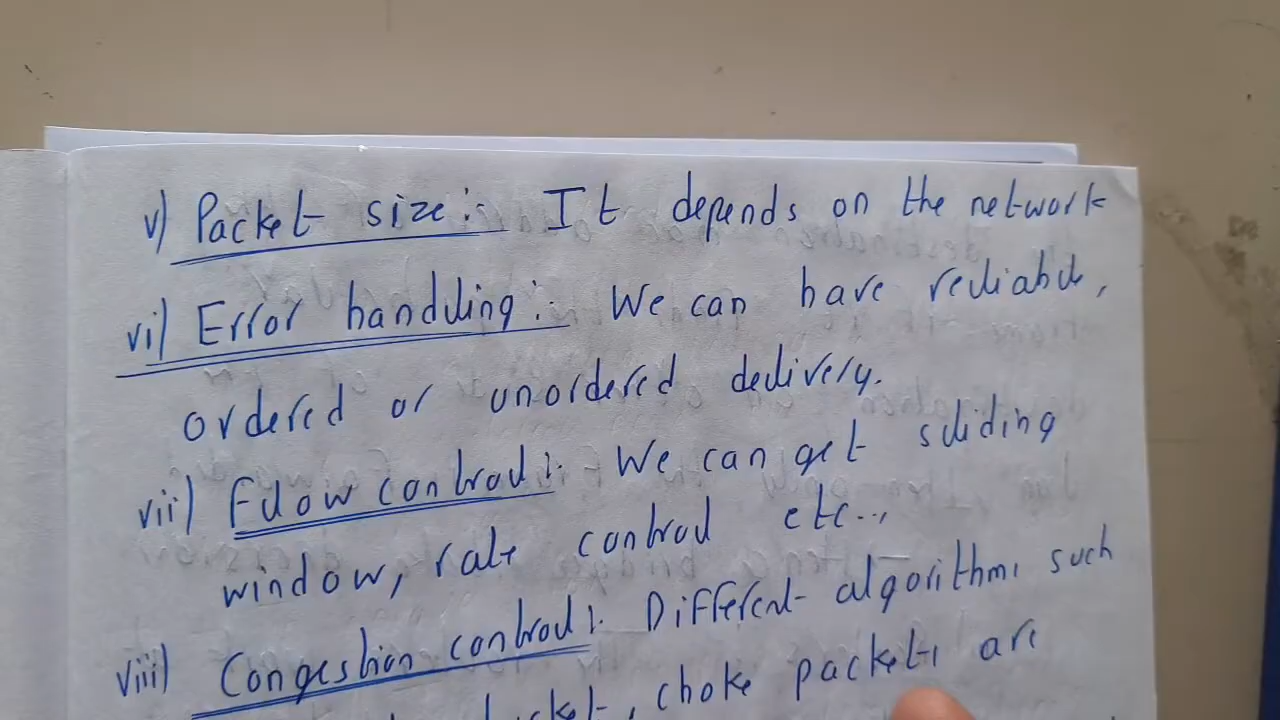 v) Packet size:- It depends on the network
vi) Error handling:- We can have reliable,
ordered or unordered delivery.
vii) Flow control:- We can get sliding
window, rate control etc...
viii) Congestion control:- Different algorithms such
choke packets are